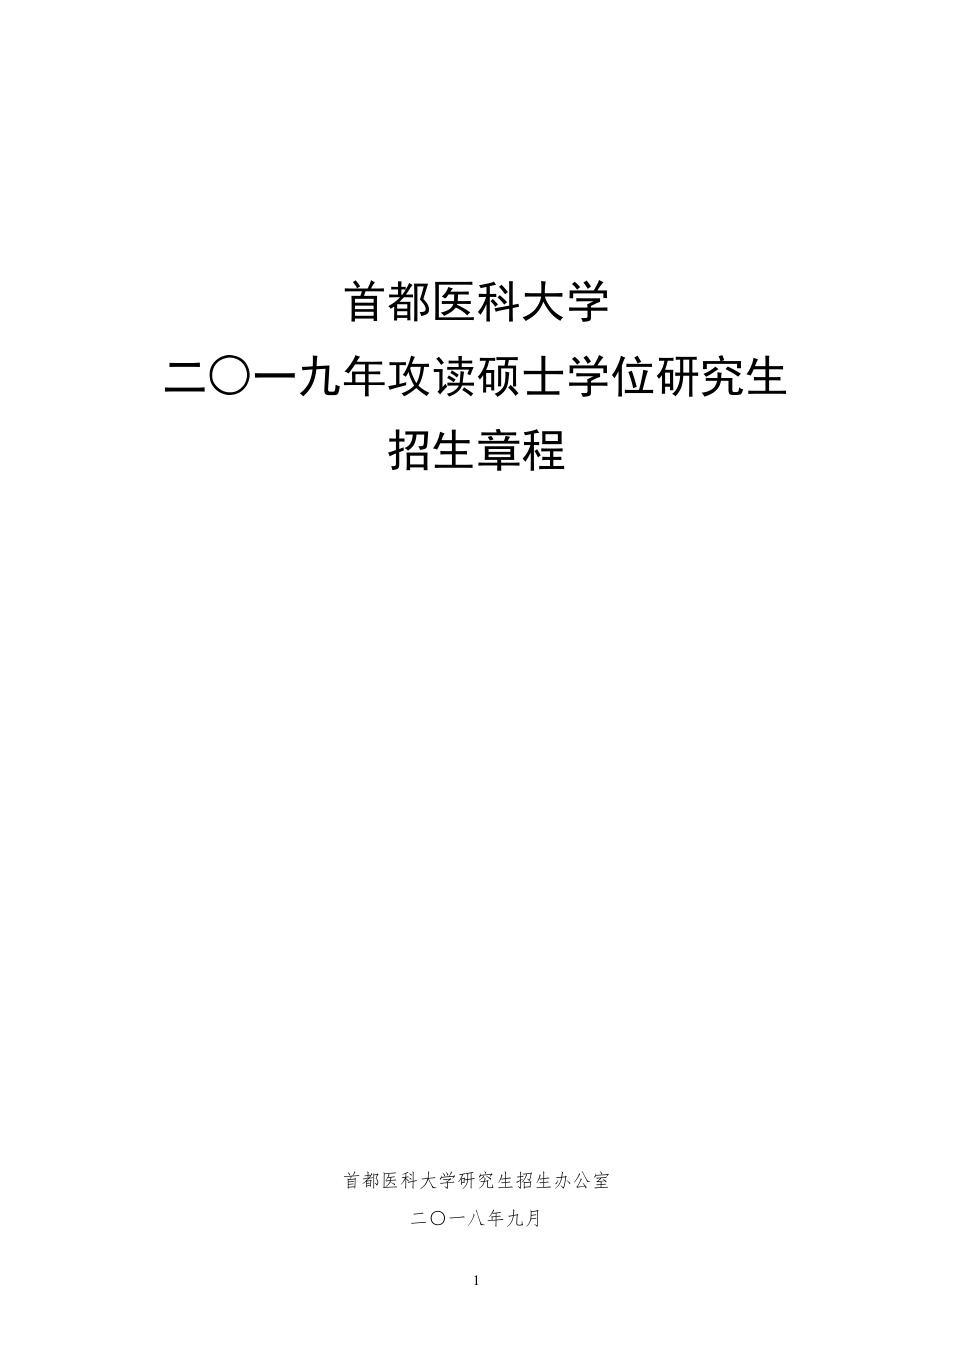 首都医科大学
二〇一九年攻读硕士学位研究生
招生章程
首都医科大学研究生招生办公室
二〇一八年九月
1